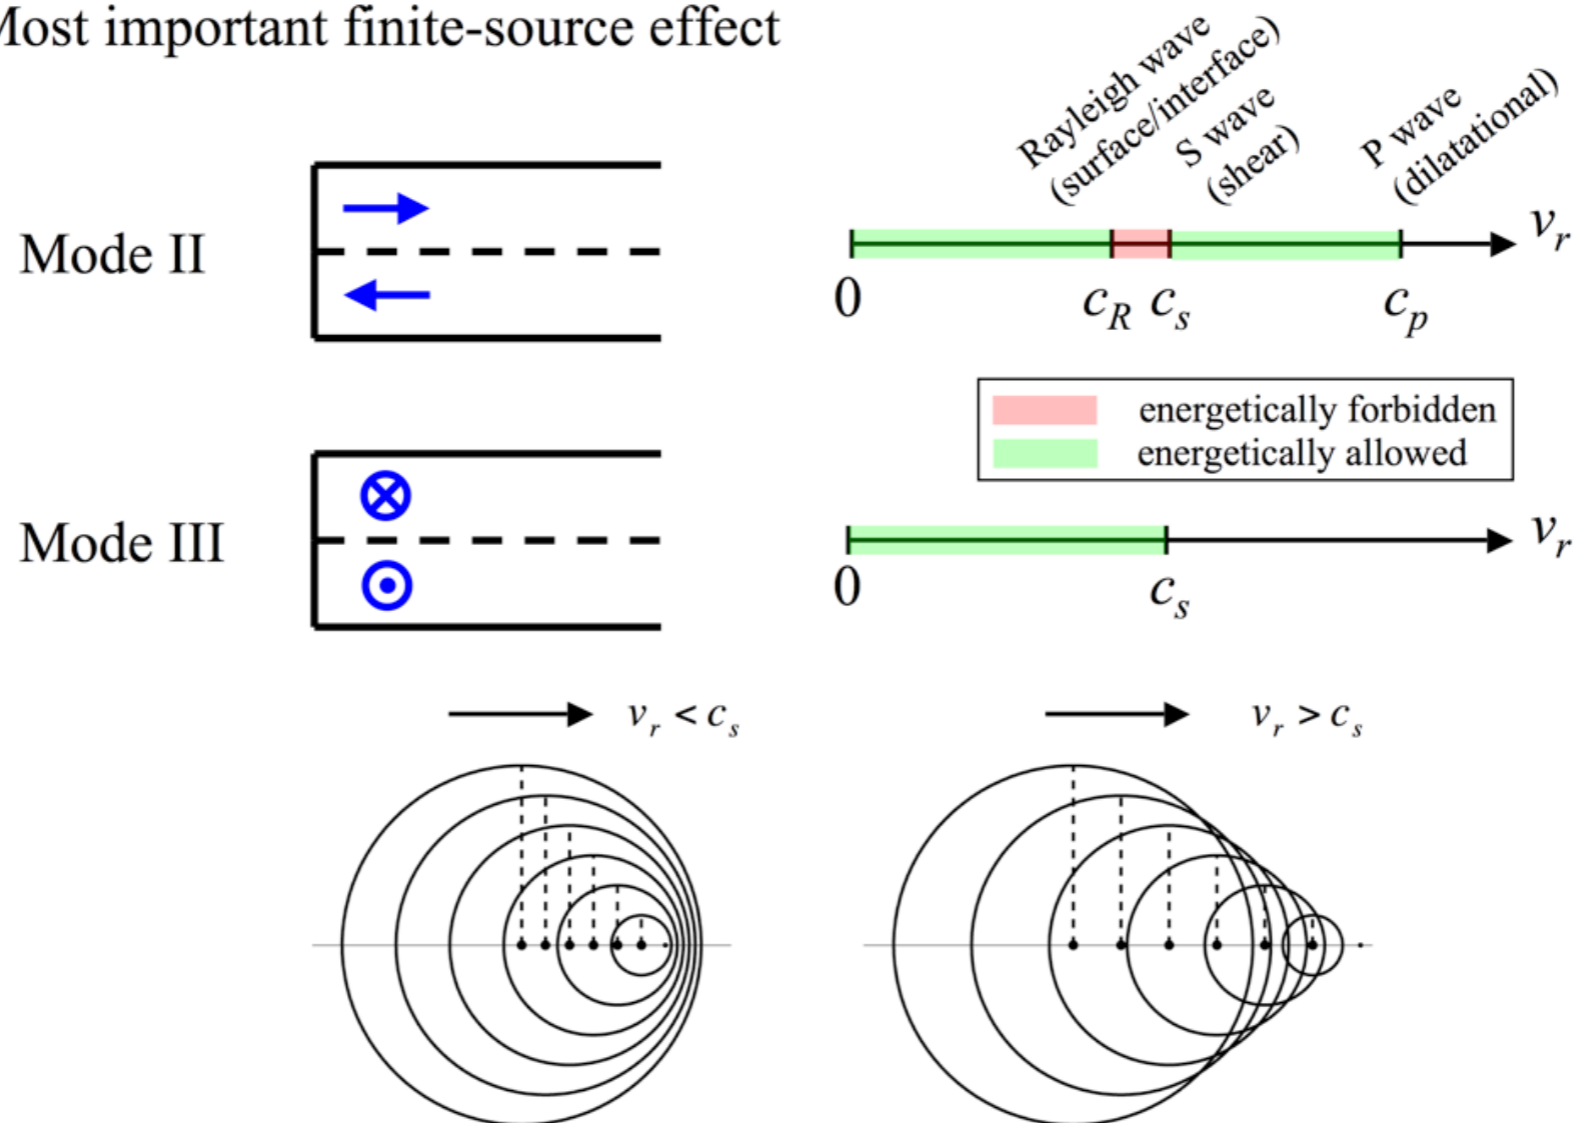 Most important finite-source effect
Rayleigh wave
(surface/interface)
S wave
(shear)
P wave
(dilatational)
Mode II
v_r
0
c_R
c_s
c_p
energetically forbidden
energetically allowed
Mode III
v_r
0
c_s
v_r < c_s
v_r > c_s